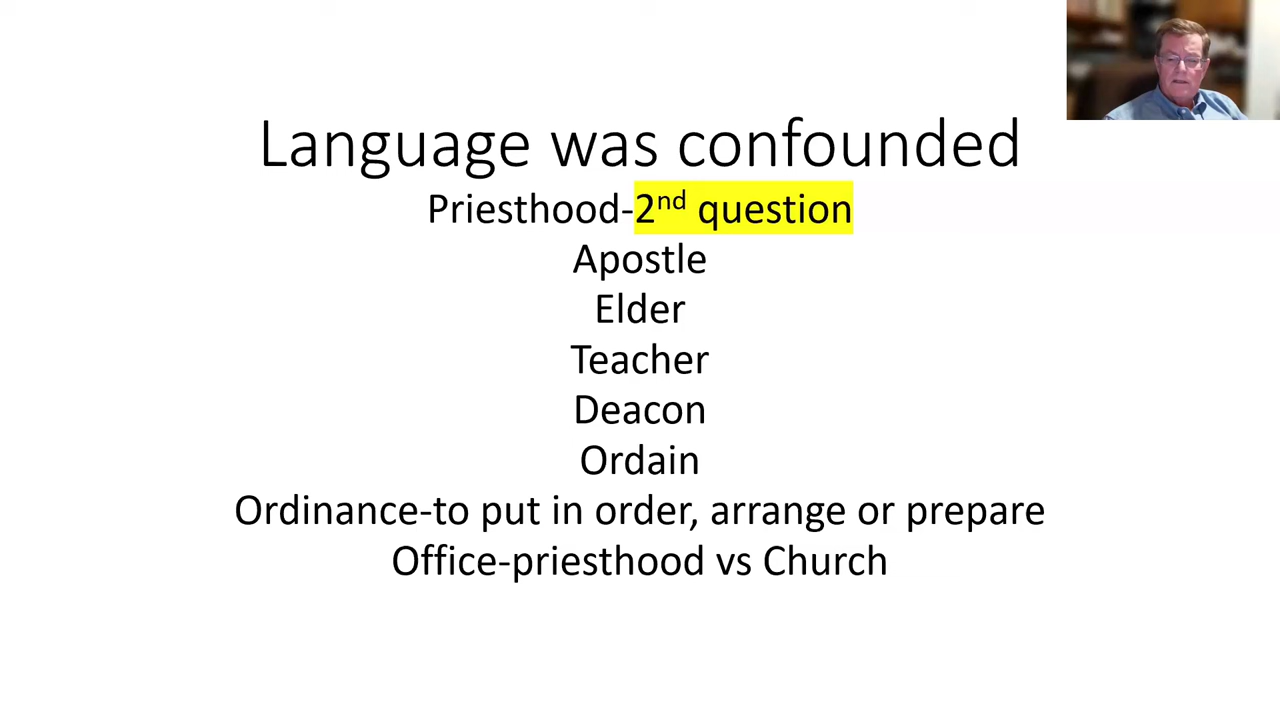 Language was confounded
Priesthood-2nd question
Apostle
Elder
Teacher
Deacon
Ordain
Ordinance-to put in order, arrange or prepare
Office-priesthood vs Church